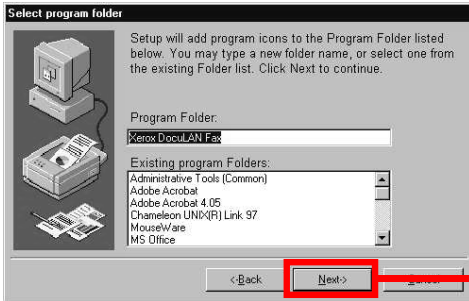 Select program folder
Setup will add program icons to the Program Folder listed
below. You may type a new folder name, or select one from
the existing Folder list. Click Next to continue.
Program Folder:
Xerox DocuLAN Fax
Existing program Folders:
Administrative Tools (Common)
Adobe Acrobat
Adobe Acrobat 4.05
Chameleon UNIX(R) Link 97
MouseWare
MS Office
<-Back
Next->